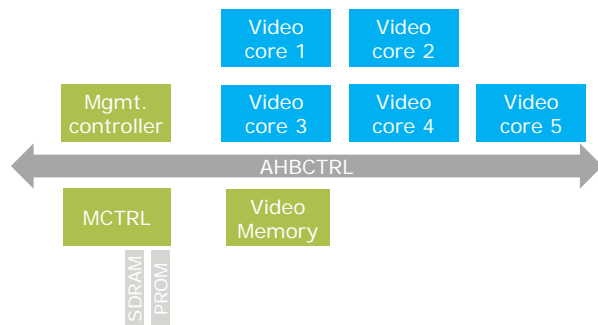 Video
core 1
Video
core 2
Mgmt.
controller
Video
core 3
Video
core 4
Video
core 5
AHBCTRL
MCTRL
Video
Memory
SDRAM
PROM